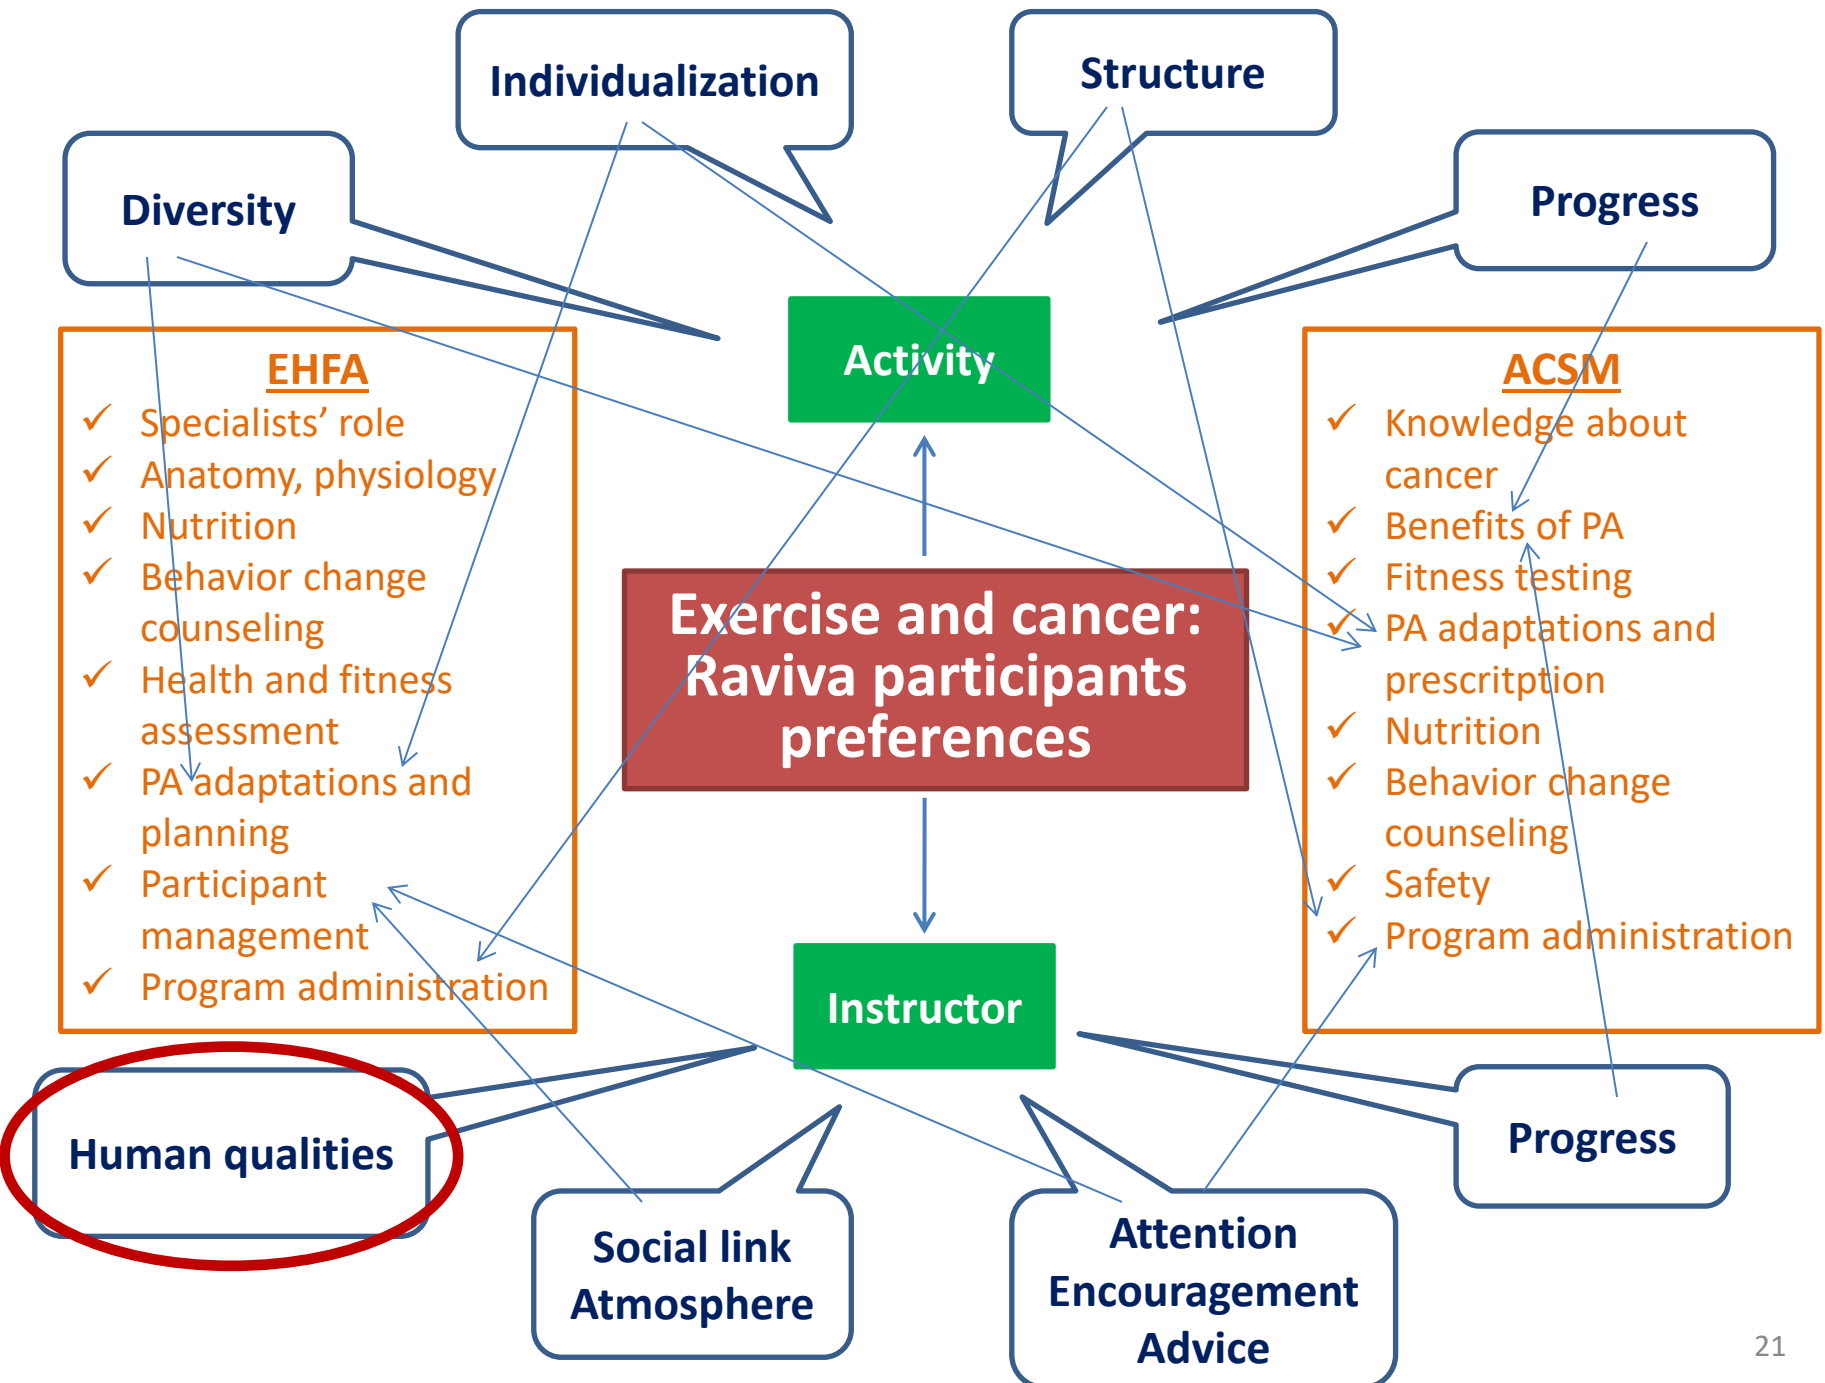 Individualization
Structure
Diversity
Progress
Activity
EHFA
✓ Specialists’ role
✓ Anatomy, physiology
✓ Nutrition
✓ Behavior change
counseling
✓ Health and fitness
assessment
✓ PA adaptations and
planning
✓ Participant
management
✓ Program administration
Exercise and cancer:
Raviva participants
preferences
ACSM
✓ Knowledge about
cancer
✓ Benefits of PA
✓ Fitness testing
✓ PA adaptations and
prescritption
✓ Nutrition
✓ Behavior change
counseling
✓ Safety
✓ Program administration
Instructor
Human qualities
Social link
Atmosphere
Attention
Encouragement
Advice
Progress
21